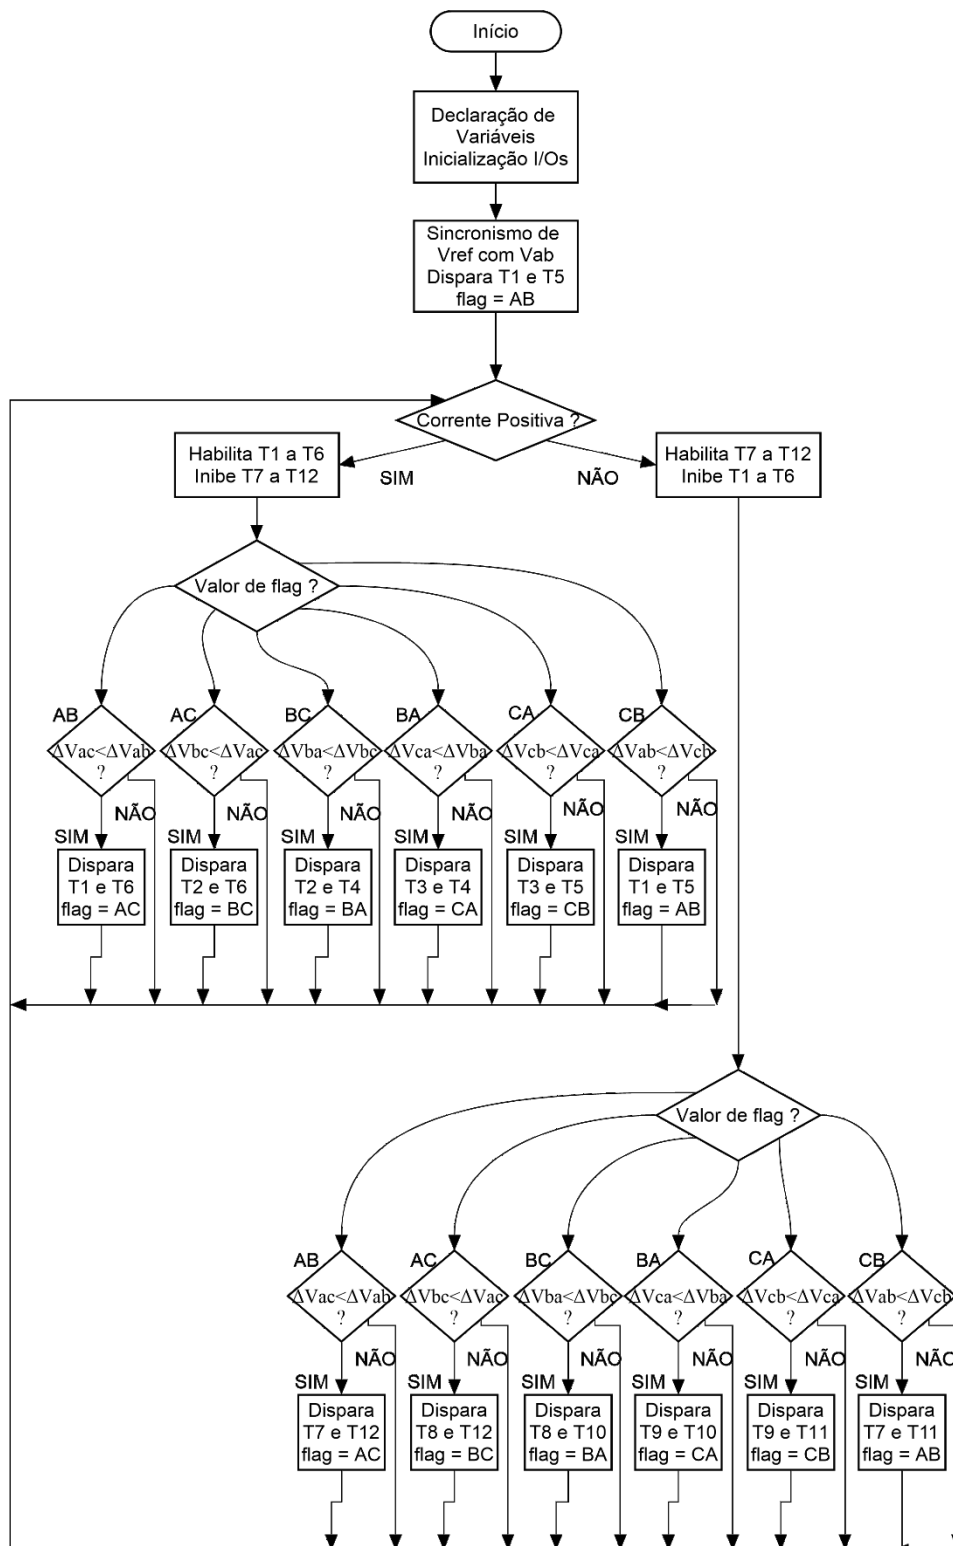 Início
Declaração de
Variáveis
Inicialização I/Os
Sincronismo de
Vref com Vab
Dispara T1 e T5
flag = AB
Corrente Positiva ?
Habilita T1 a T6
Inibe T7 a T12
SIM
NÃO
Habilita T7 a T12
Inibe T1 a T6
Valor de flag ?
AB
ΔVac<ΔVab
?
NÃO
SIM
Dispara
T1 e T6
flag = AC
AC
ΔVbc<ΔVac
?
NÃO
SIM
Dispara
T2 e T6
flag = BC
BC
ΔVba<ΔVbc
?
NÃO
SIM
Dispara
T2 e T4
flag = BA
BA
ΔVca<ΔVba
?
NÃO
SIM
Dispara
T3 e T4
flag = CA
CA
ΔVcb<ΔVca
?
NÃO
SIM
Dispara
T3 e T5
flag = CB
CB
ΔVab<ΔVcb
?
NÃO
SIM
Dispara
T1 e T5
flag = AB
Valor de flag ?
AB
ΔVac<ΔVab
?
NÃO
SIM
Dispara
T7 e T12
flag = AC
AC
ΔVbc<ΔVac
?
NÃO
SIM
Dispara
T8 e T12
flag = BC
BC
ΔVba<ΔVbc
?
NÃO
SIM
Dispara
T8 e T10
flag = BA
BA
ΔVca<ΔVba
?
NÃO
SIM
Dispara
T9 e T10
flag = CA
CA
ΔVcb<ΔVca
?
NÃO
SIM
Dispara
T9 e T11
flag = CB
CB
ΔVab<ΔVcb
?
NÃO
SIM
Dispara
T7 e T11
flag = AB